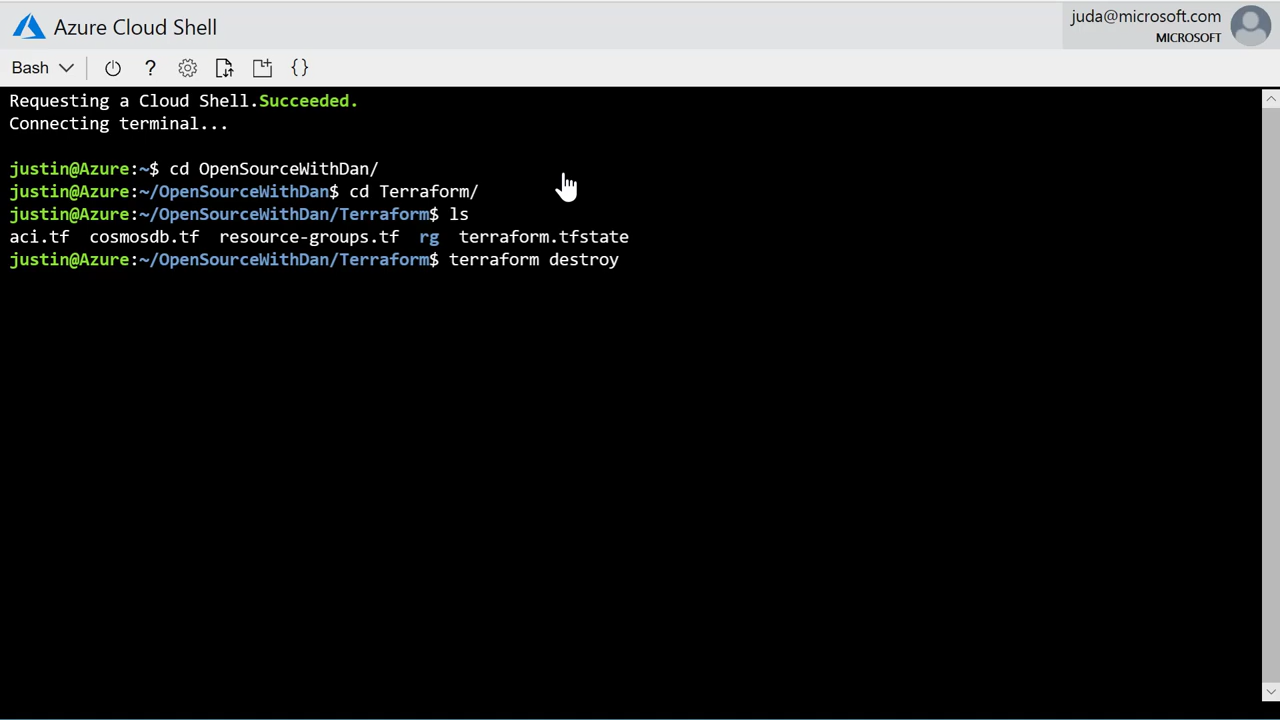 Azure Cloud Shell
juda@microsoft.com
MICROSOFT
Bash
?
{}
Requesting a Cloud Shell.Succeeded.
Connecting terminal...
justin@Azure:~$ cd OpenSourceWithDan/
justin@Azure:~/OpenSourceWithDan$ cd Terraform/
justin@Azure:~/OpenSourceWithDan/Terraform$ ls
aci.tf  cosmosdb.tf  resource-groups.tf  rg  terraform.tfstate
justin@Azure:~/OpenSourceWithDan/Terraform$ terraform destroy